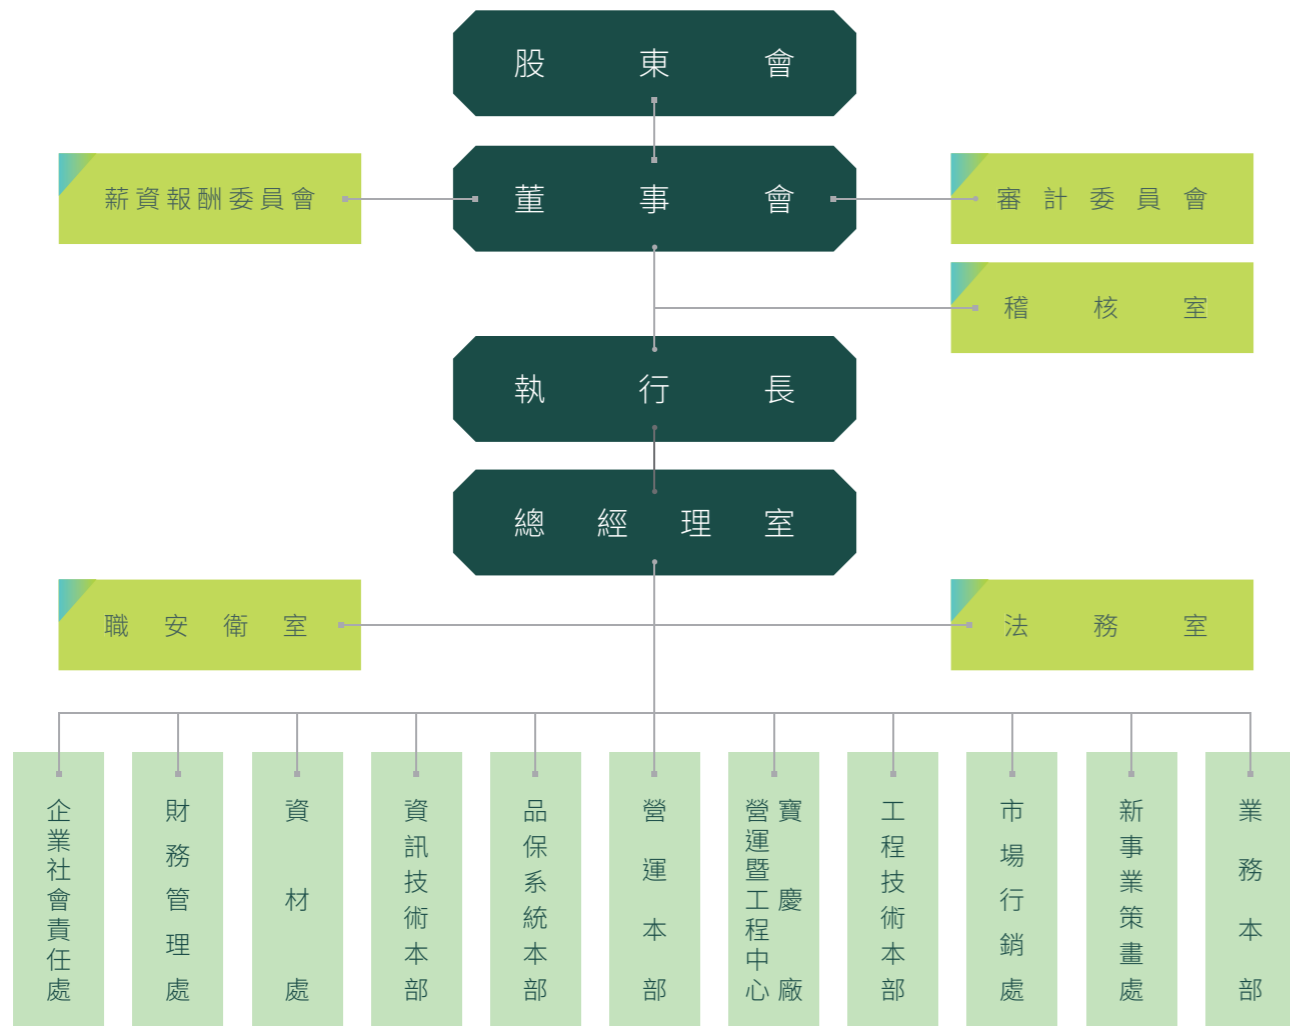 股東會
薪資報酬委員會
董事會
審計委員會
稽核室
執行長
總經理室
職安衛室
法務室
企業社會責任處
財務管理處
資材處
資訊技術本部
品保系統本部
營運本部
寶慶廠
營運暨工程中心
工程技術本部
市場行銷處
新事業策畫處
業務本部